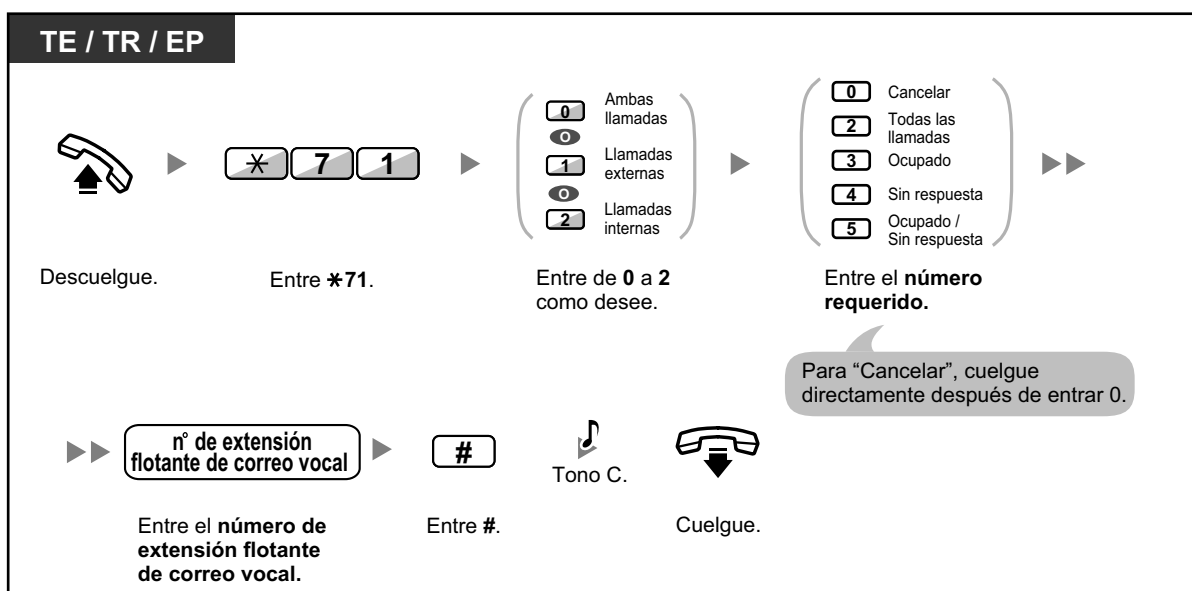 TE / TR / EP
✳ 7 1
0 Ambas
llamadas
O
1 Llamadas
externas
O
2 Llamadas
internas
0 Cancelar
2 Todas las
llamadas
3 Ocupado
4 Sin respuesta
5 Ocupado /
Sin respuesta
Descuelgue.
Entre ✳71.
Entre de 0 a 2
como desee.
Entre el número
requerido.
Para “Cancelar”, cuelgue
directamente después de entrar 0.
n° de extensión
flotante de correo vocal
#
Tono C.
Entre el número de
extensión flotante
de correo vocal.
Entre #.
Cuelgue.